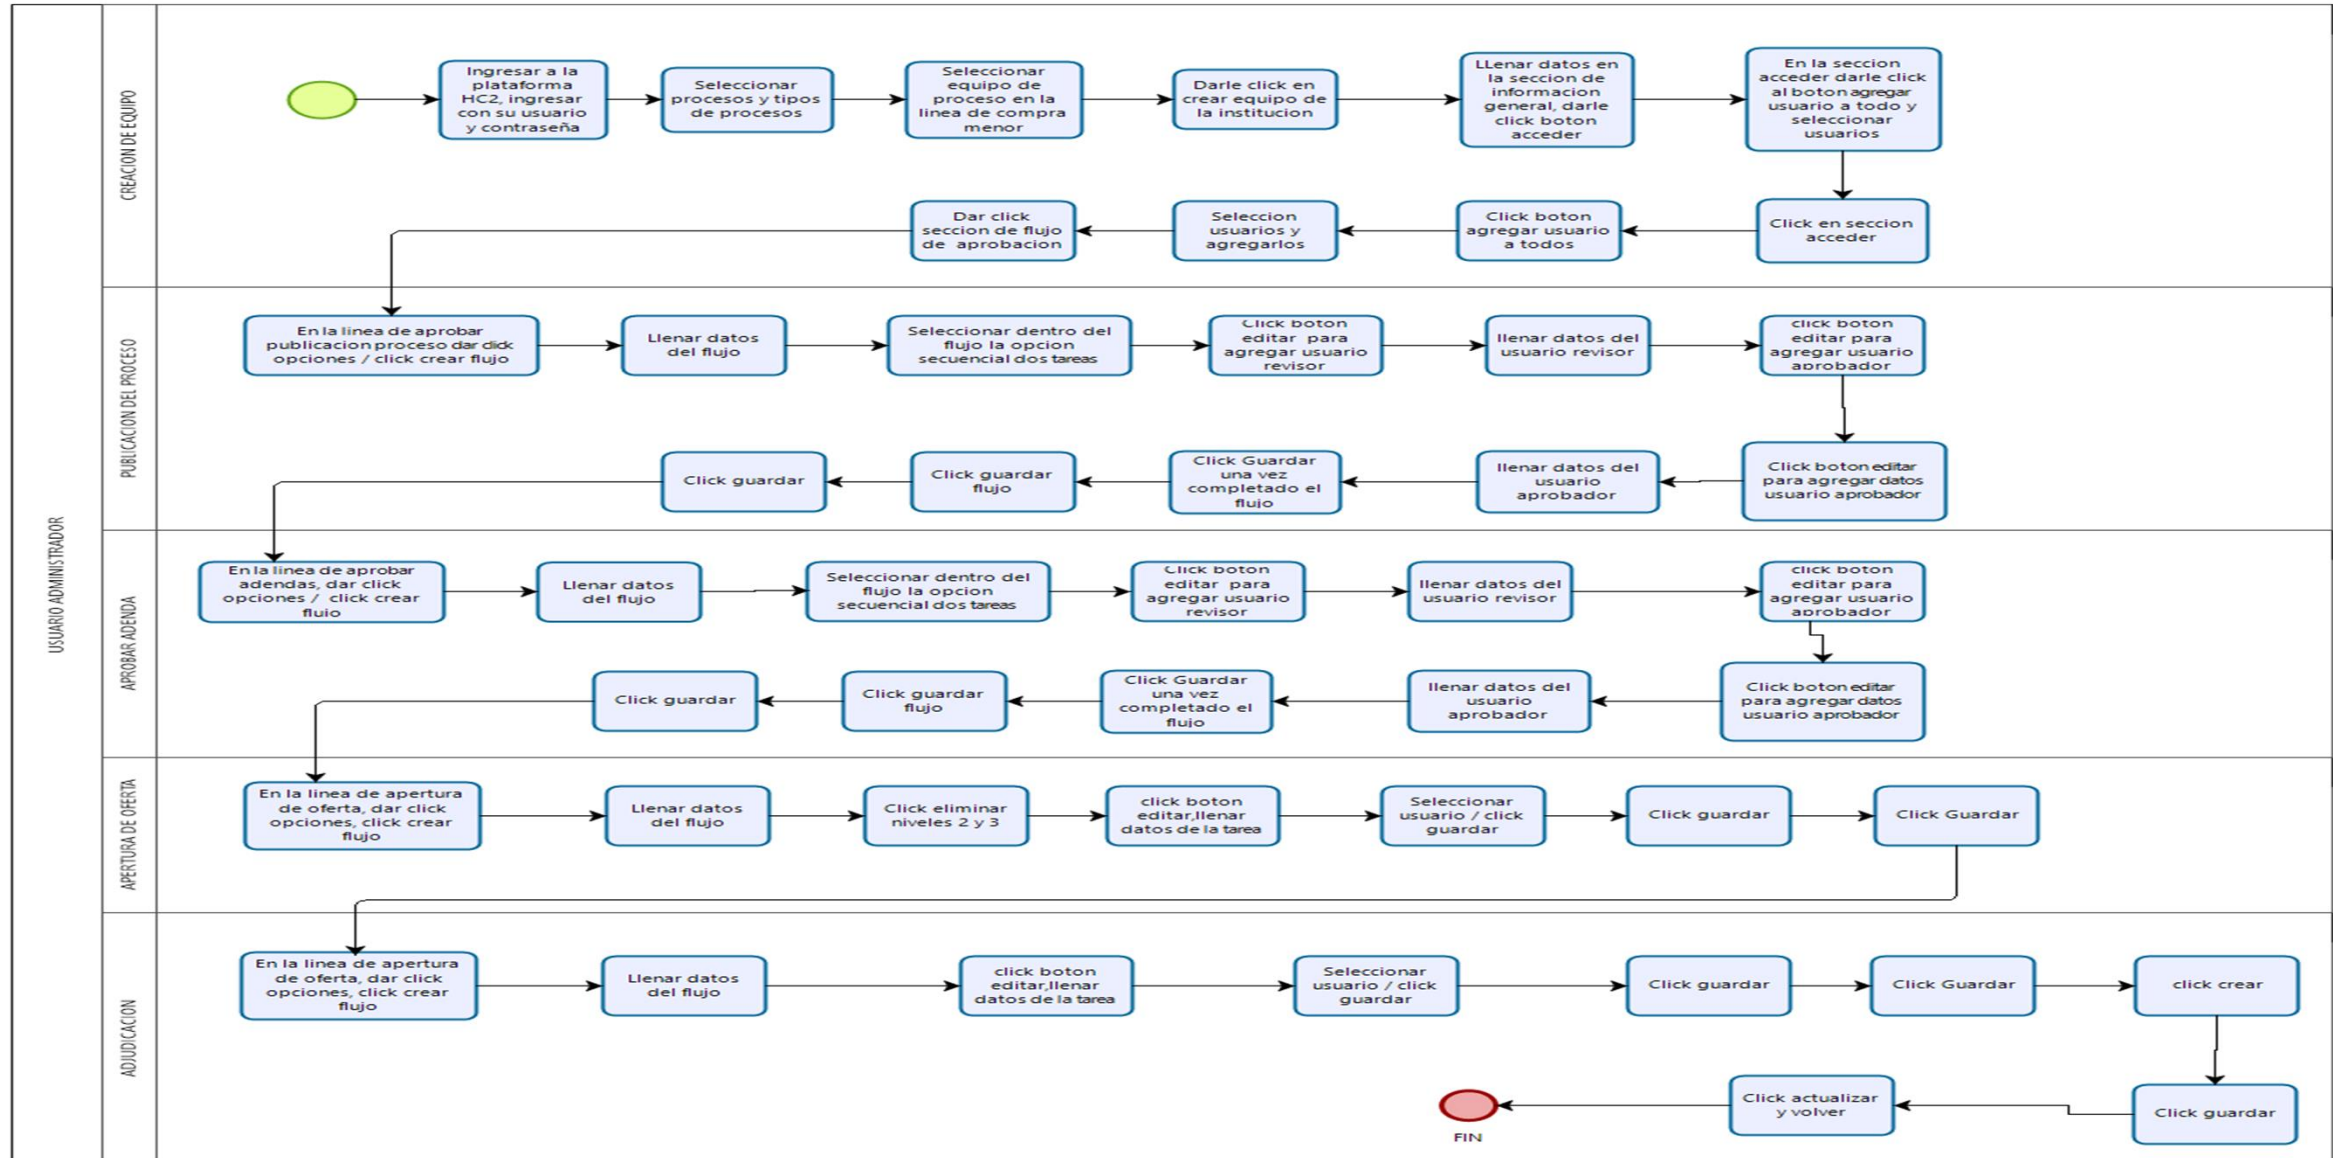 USUARIO ADMINISTRADOR
CREACION DE EQUIPO
Ingresar a la
plataforma
HC2, ingresar
con su usuario
y contraseña
Seleccionar
procesos y tipos
de procesos
Seleccionar
equipo de
proceso en la
linea de compra
menor
Darle click en
crear equipo de
la institucion
LLenar datos en
la seccion de
informacion
general, darle
click boton
acceder
En la seccion
acceder darle click
al boton agregar
usuario a todo y
seleccionar
usuarios
Click en seccion
acceder
Click boton
agregar usuario
a todos
Seleccion
usuarios y
agregarlos
Dar click
seccion de flujo
de aprobacion
PUBLICACION DEL PROCESO
En la linea de aprobar
publicacion proceso dar click
opciones / click crear flujo
Llenar datos
del flujo
Seleccionar dentro del
flujo la opcion
secuencial dos tareas
Click boton
editar para
agregar usuario
revisor
llenar datos del
usuario revisor
click boton
editar para
agregar usuario
aprobador
Click boton editar
para agregar datos
usuario aprobador
llenar datos del
usuario
aprobador
Click Guardar
una vez
completado el
flujo
Click guardar
flujo
Click guardar
APROBAR ADENDA
En la linea de aprobar
adendas, dar click
opciones / click crear
flujo
Llenar datos
del flujo
Seleccionar dentro del
flujo la opcion
secuencial dos tareas
Click boton
editar para
agregar usuario
revisor
llenar datos del
usuario revisor
click boton
editar para
agregar usuario
aprobador
Click boton editar
para agregar datos
usuario aprobador
llenar datos del
usuario
aprobador
Click Guardar
una vez
completado el
flujo
Click guardar
flujo
Click guardar
APERTURA DE OFERTA
En la linea de apertura
de oferta, dar click
opciones, click crear
flujo
Llenar datos
del flujo
Click eliminar
niveles 2 y 3
click boton
editar,llenar
datos de la tarea
Seleccionar
usuario / click
guardar
Click guardar
Click Guardar
ADJUDICACION
En la linea de apertura
de oferta, dar click
opciones, click crear
flujo
Llenar datos
del flujo
click boton
editar,llenar
datos de la tarea
Seleccionar
usuario / click
guardar
Click guardar
Click Guardar
click crear
Click guardar
Click actualizar
y volver
FIN